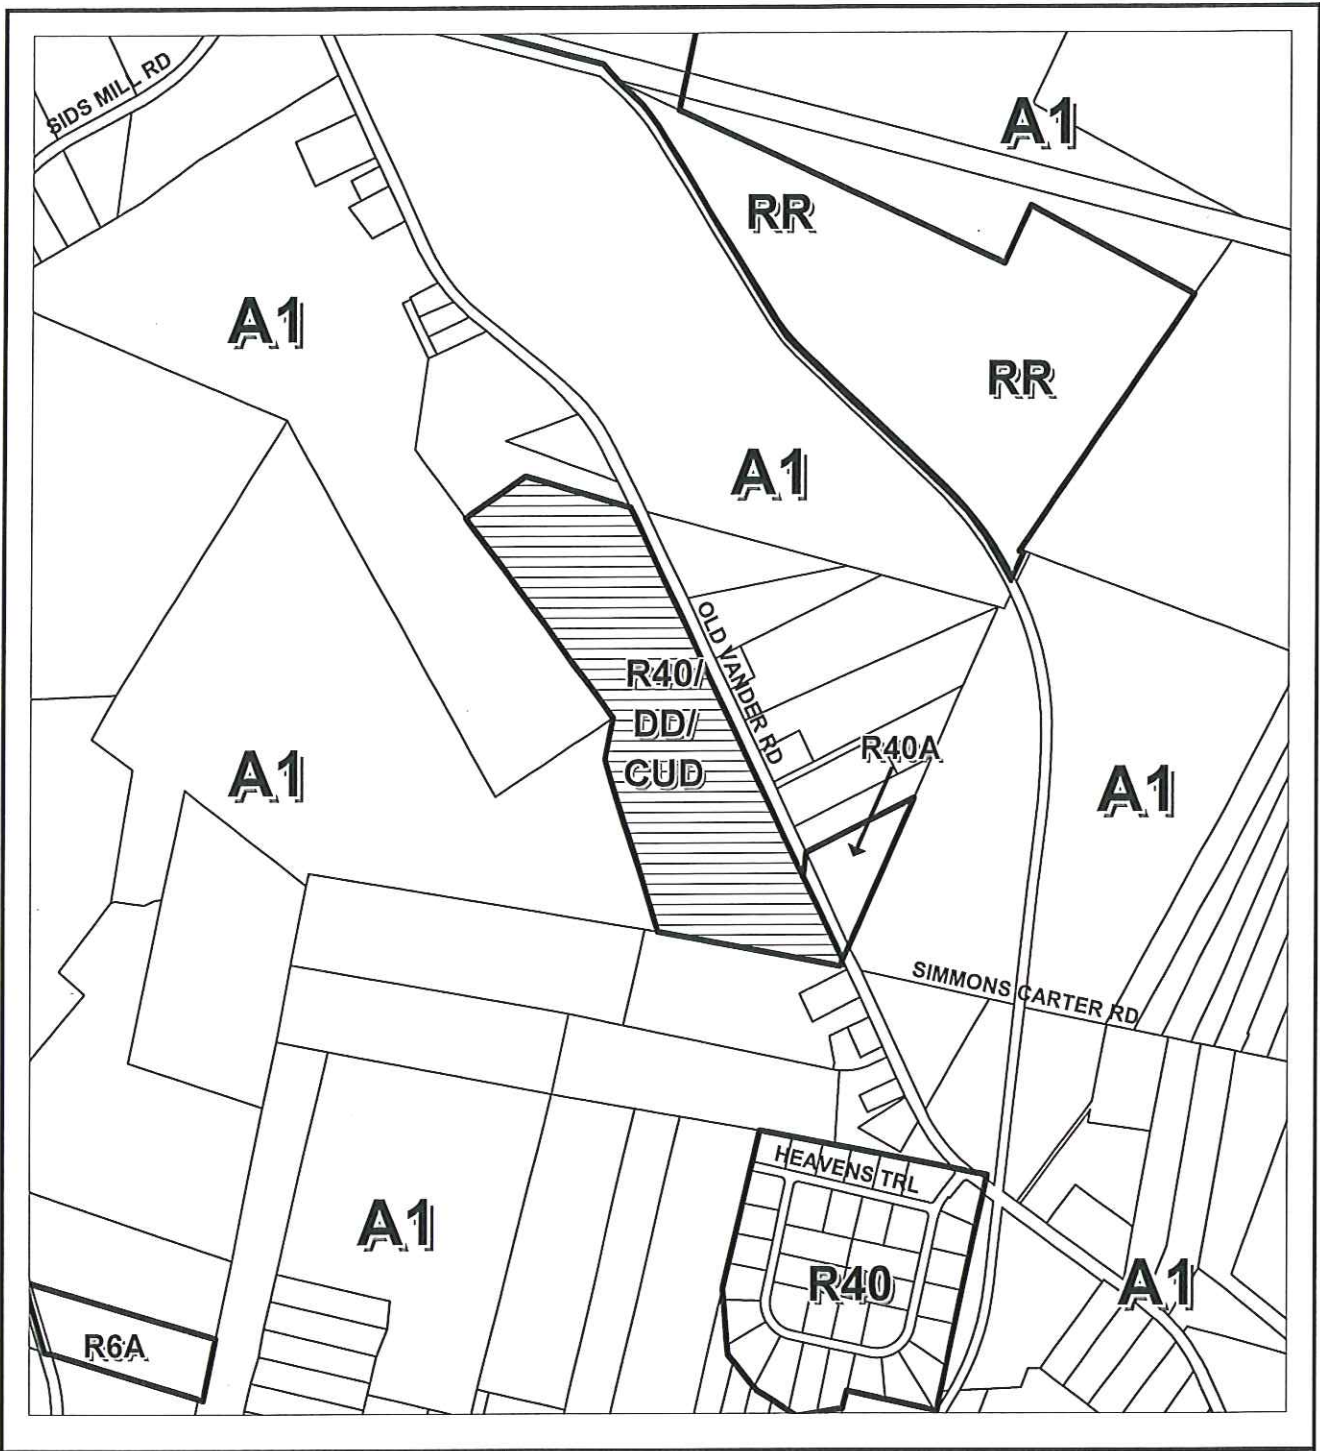 SIDS MILL RD
A1
RR
A1
RR
A1
OLD VANDER RD
R40/
DD/
CUD
R40A
A1
A1
SIMMONS CARTER RD
HEAVENS TRL
A1
R40
A1
R6A